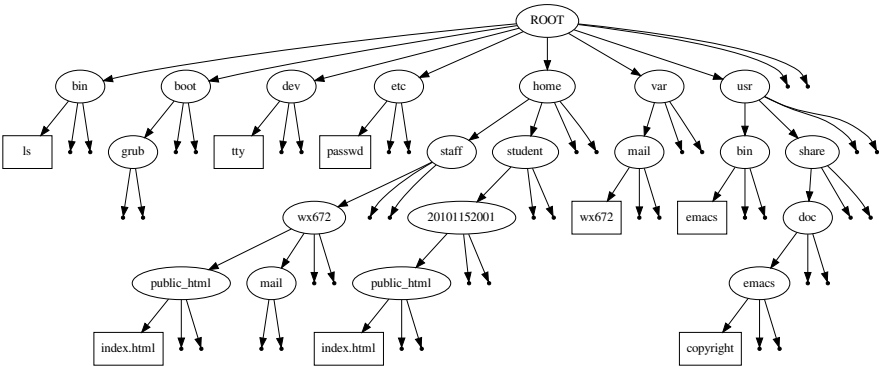 ROOT
bin boot dev etc home var usr
ls grub tty passwd staff student mail bin share
wx672 20101152001 wx672 emacs doc
public_html mail public_html emacs
index.html index.html copyright